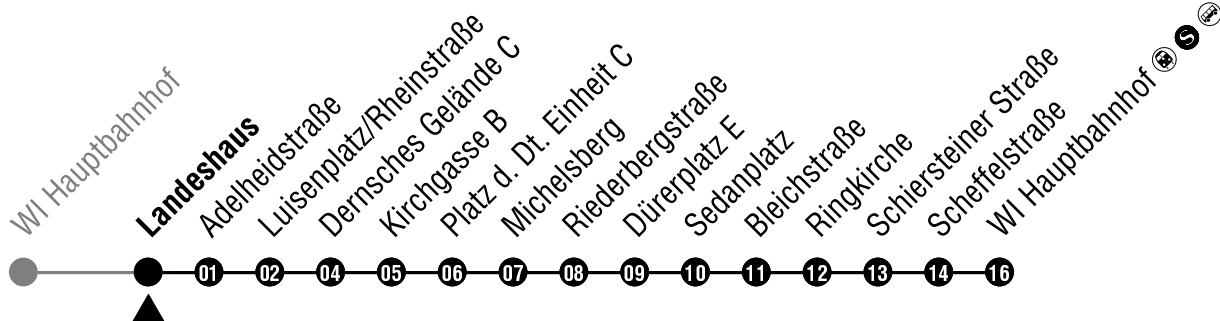 WI Hauptbahnhof
Landeshaus
Adelheidstraße
Luisenplatz/Rheinstraße
Dernsches Gelände C
Kirchgasse B
Platz d. Dt. Einheit C
Michelsberg
Riederbergstraße
Dürerplatz E
Sedanplatz
Bleichstraße
Ringkirche
Schiersteiner Straße
Scheffelstraße
WI Hauptbahnhof S
01 02 04 05 06 07 08 09 10 11 12 13 14 16